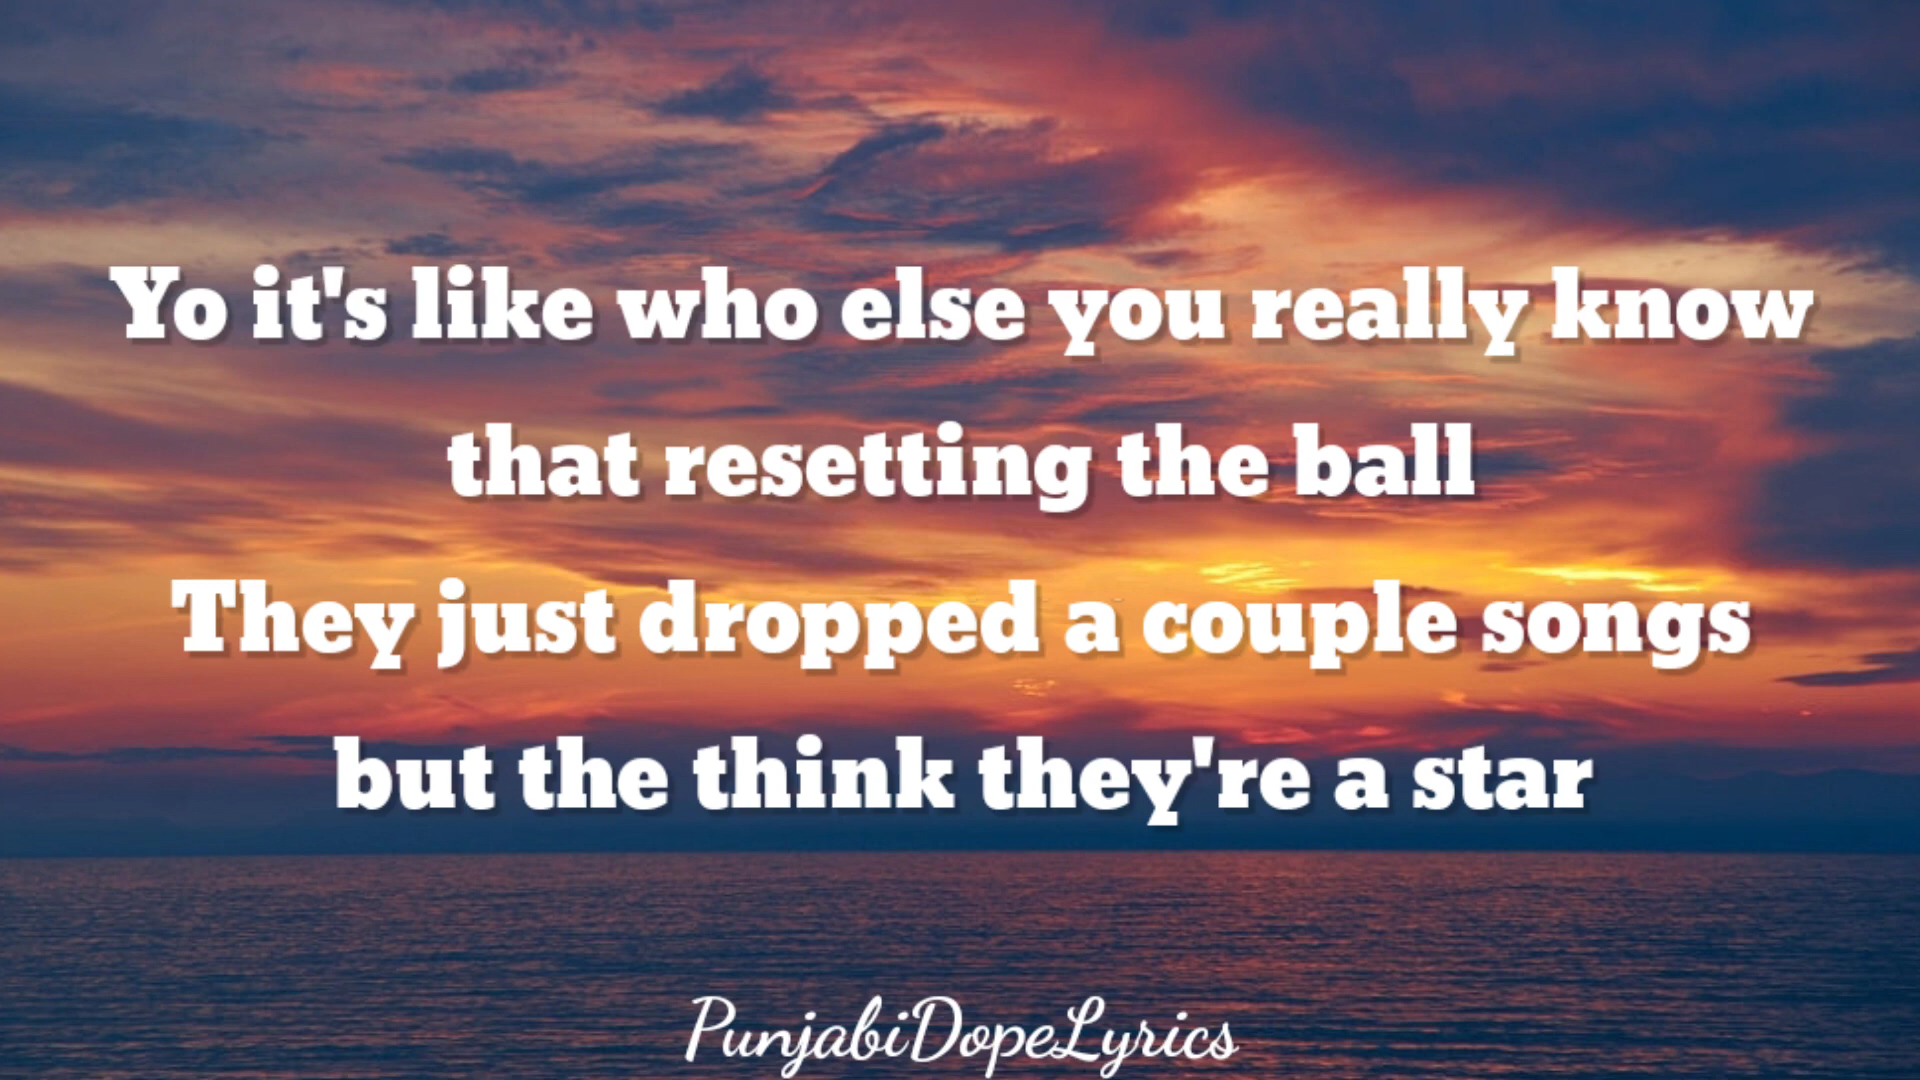 Yo it's like who else you really know
that resetting the ball
They just dropped a couple songs
but the think they're a star
PunjabiDopeLyrics